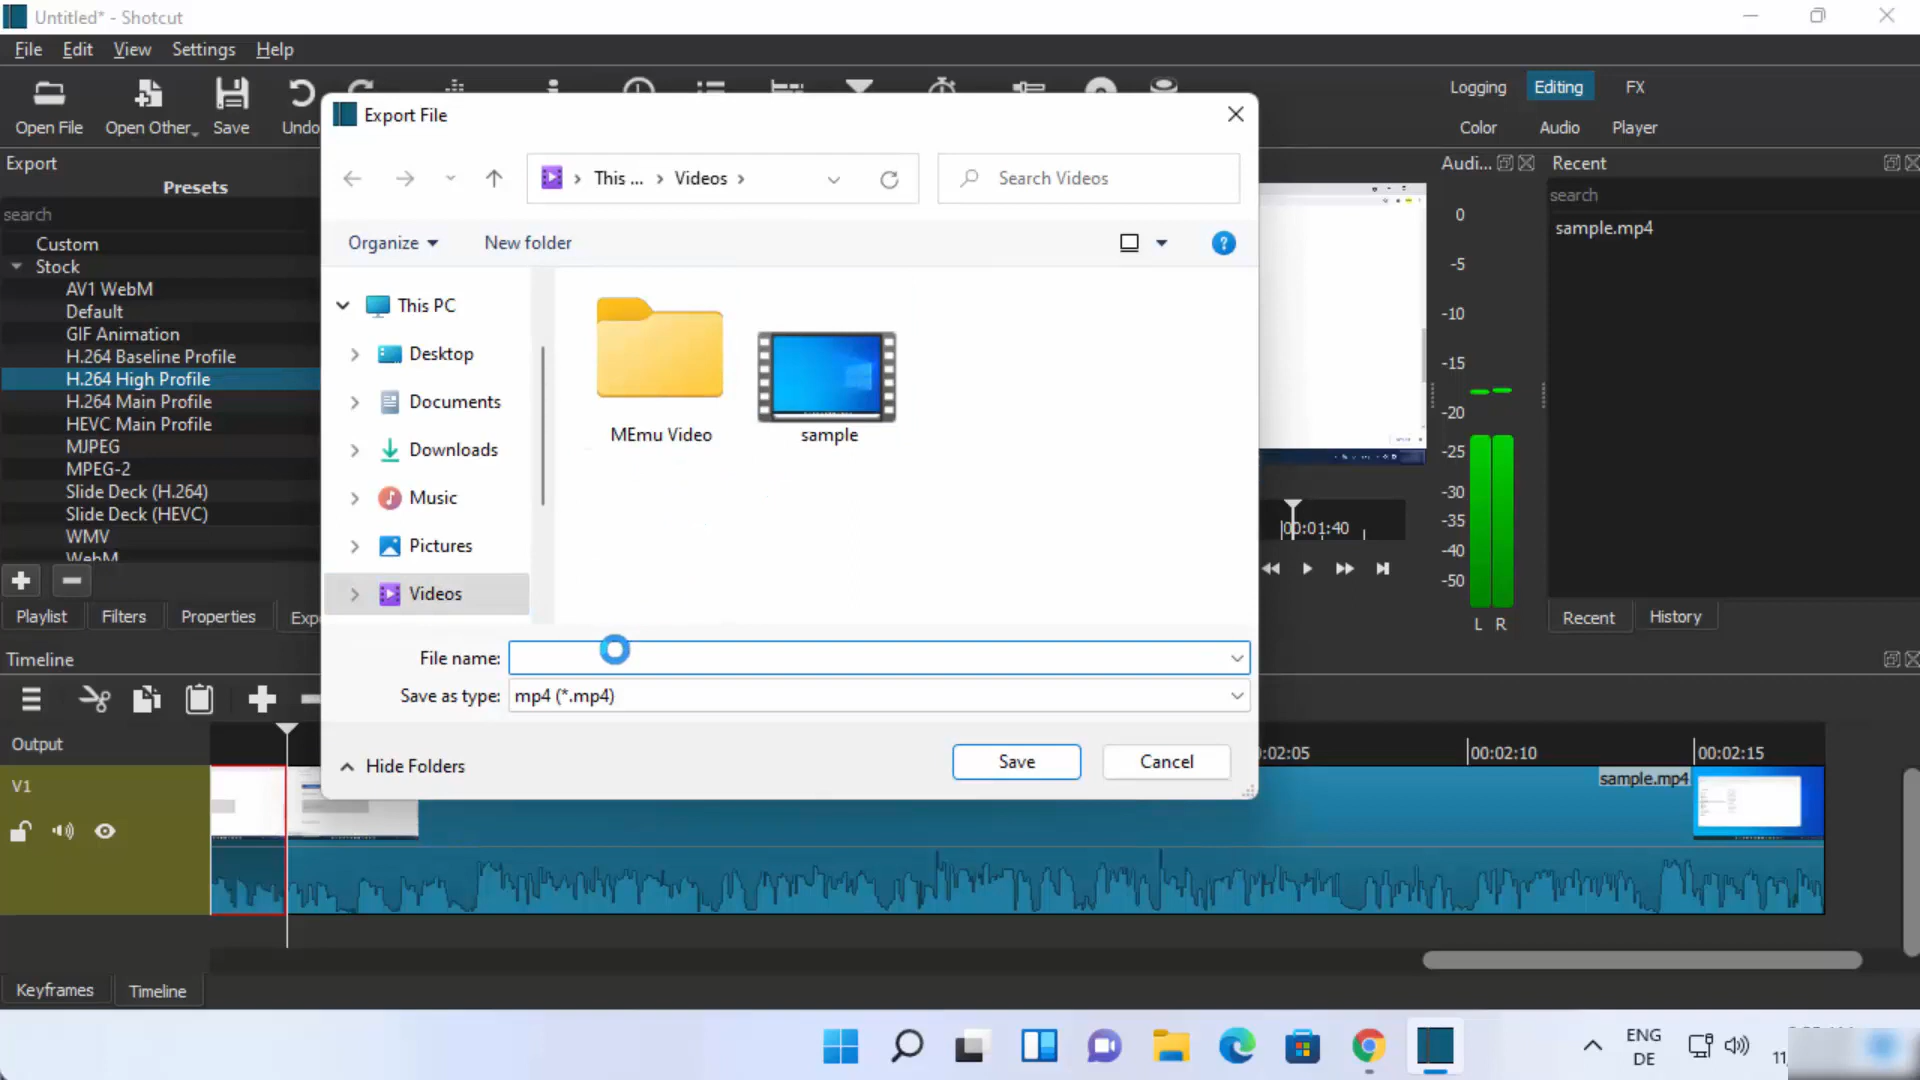 Untitled* - Shotcut
File Edit View Settings Help
Open File Open Other Save Undo
Logging Editing FX
Color Audio Player
Export
Presets
search
Custom
Stock
AV1 WebM
Default
GIF Animation
H.264 Baseline Profile
H.264 High Profile
H.264 Main Profile
HEVC Main Profile
MJPEG
MPEG-2
Slide Deck (H.264)
Slide Deck (HEVC)
WMV
WebM
Playlist Filters Properties
Export File
This ... Videos
Search Videos
Organize New folder
This PC
Desktop
Documents
Downloads
Music
Pictures
Videos
MEmu Video sample
File name:
Save as type: mp4 (*.mp4)
Hide Folders Save Cancel
00:01:40
Audi...
0
-5
-10
-15
-20
-25
-30
-35
-40
-50
L R
Recent
search
sample.mp4
Recent History
Timeline
Output
:02:05 00:02:10 00:02:15
V1
sample.mp4
Keyframes Timeline
ENG
DE